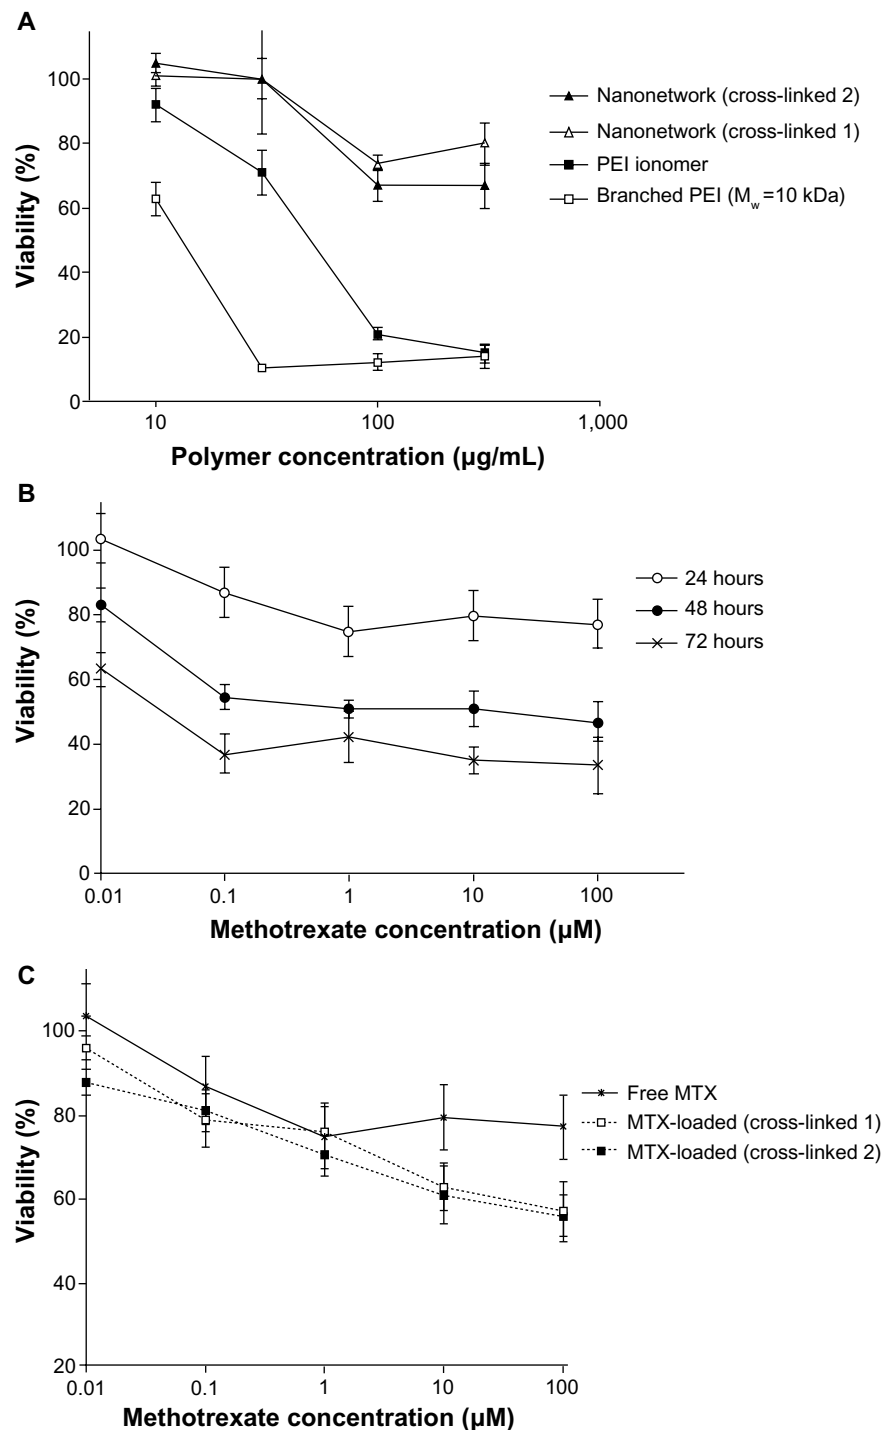 A
Viability (%)
100
80
60
40
20
0
10
100
1,000
Polymer concentration (µg/mL)
Nanonetwork (cross-linked 2)
Nanonetwork (cross-linked 1)
PEI ionomer
Branched PEI (Mw=10 kDa)
B
Viability (%)
100
80
60
40
20
0
0.01
0.1
1
10
100
Methotrexate concentration (µM)
24 hours
48 hours
72 hours
C
Viability (%)
100
80
60
40
20
0.01
0.1
1
10
100
Methotrexate concentration (µM)
Free MTX
MTX-loaded (cross-linked 1)
MTX-loaded (cross-linked 2)